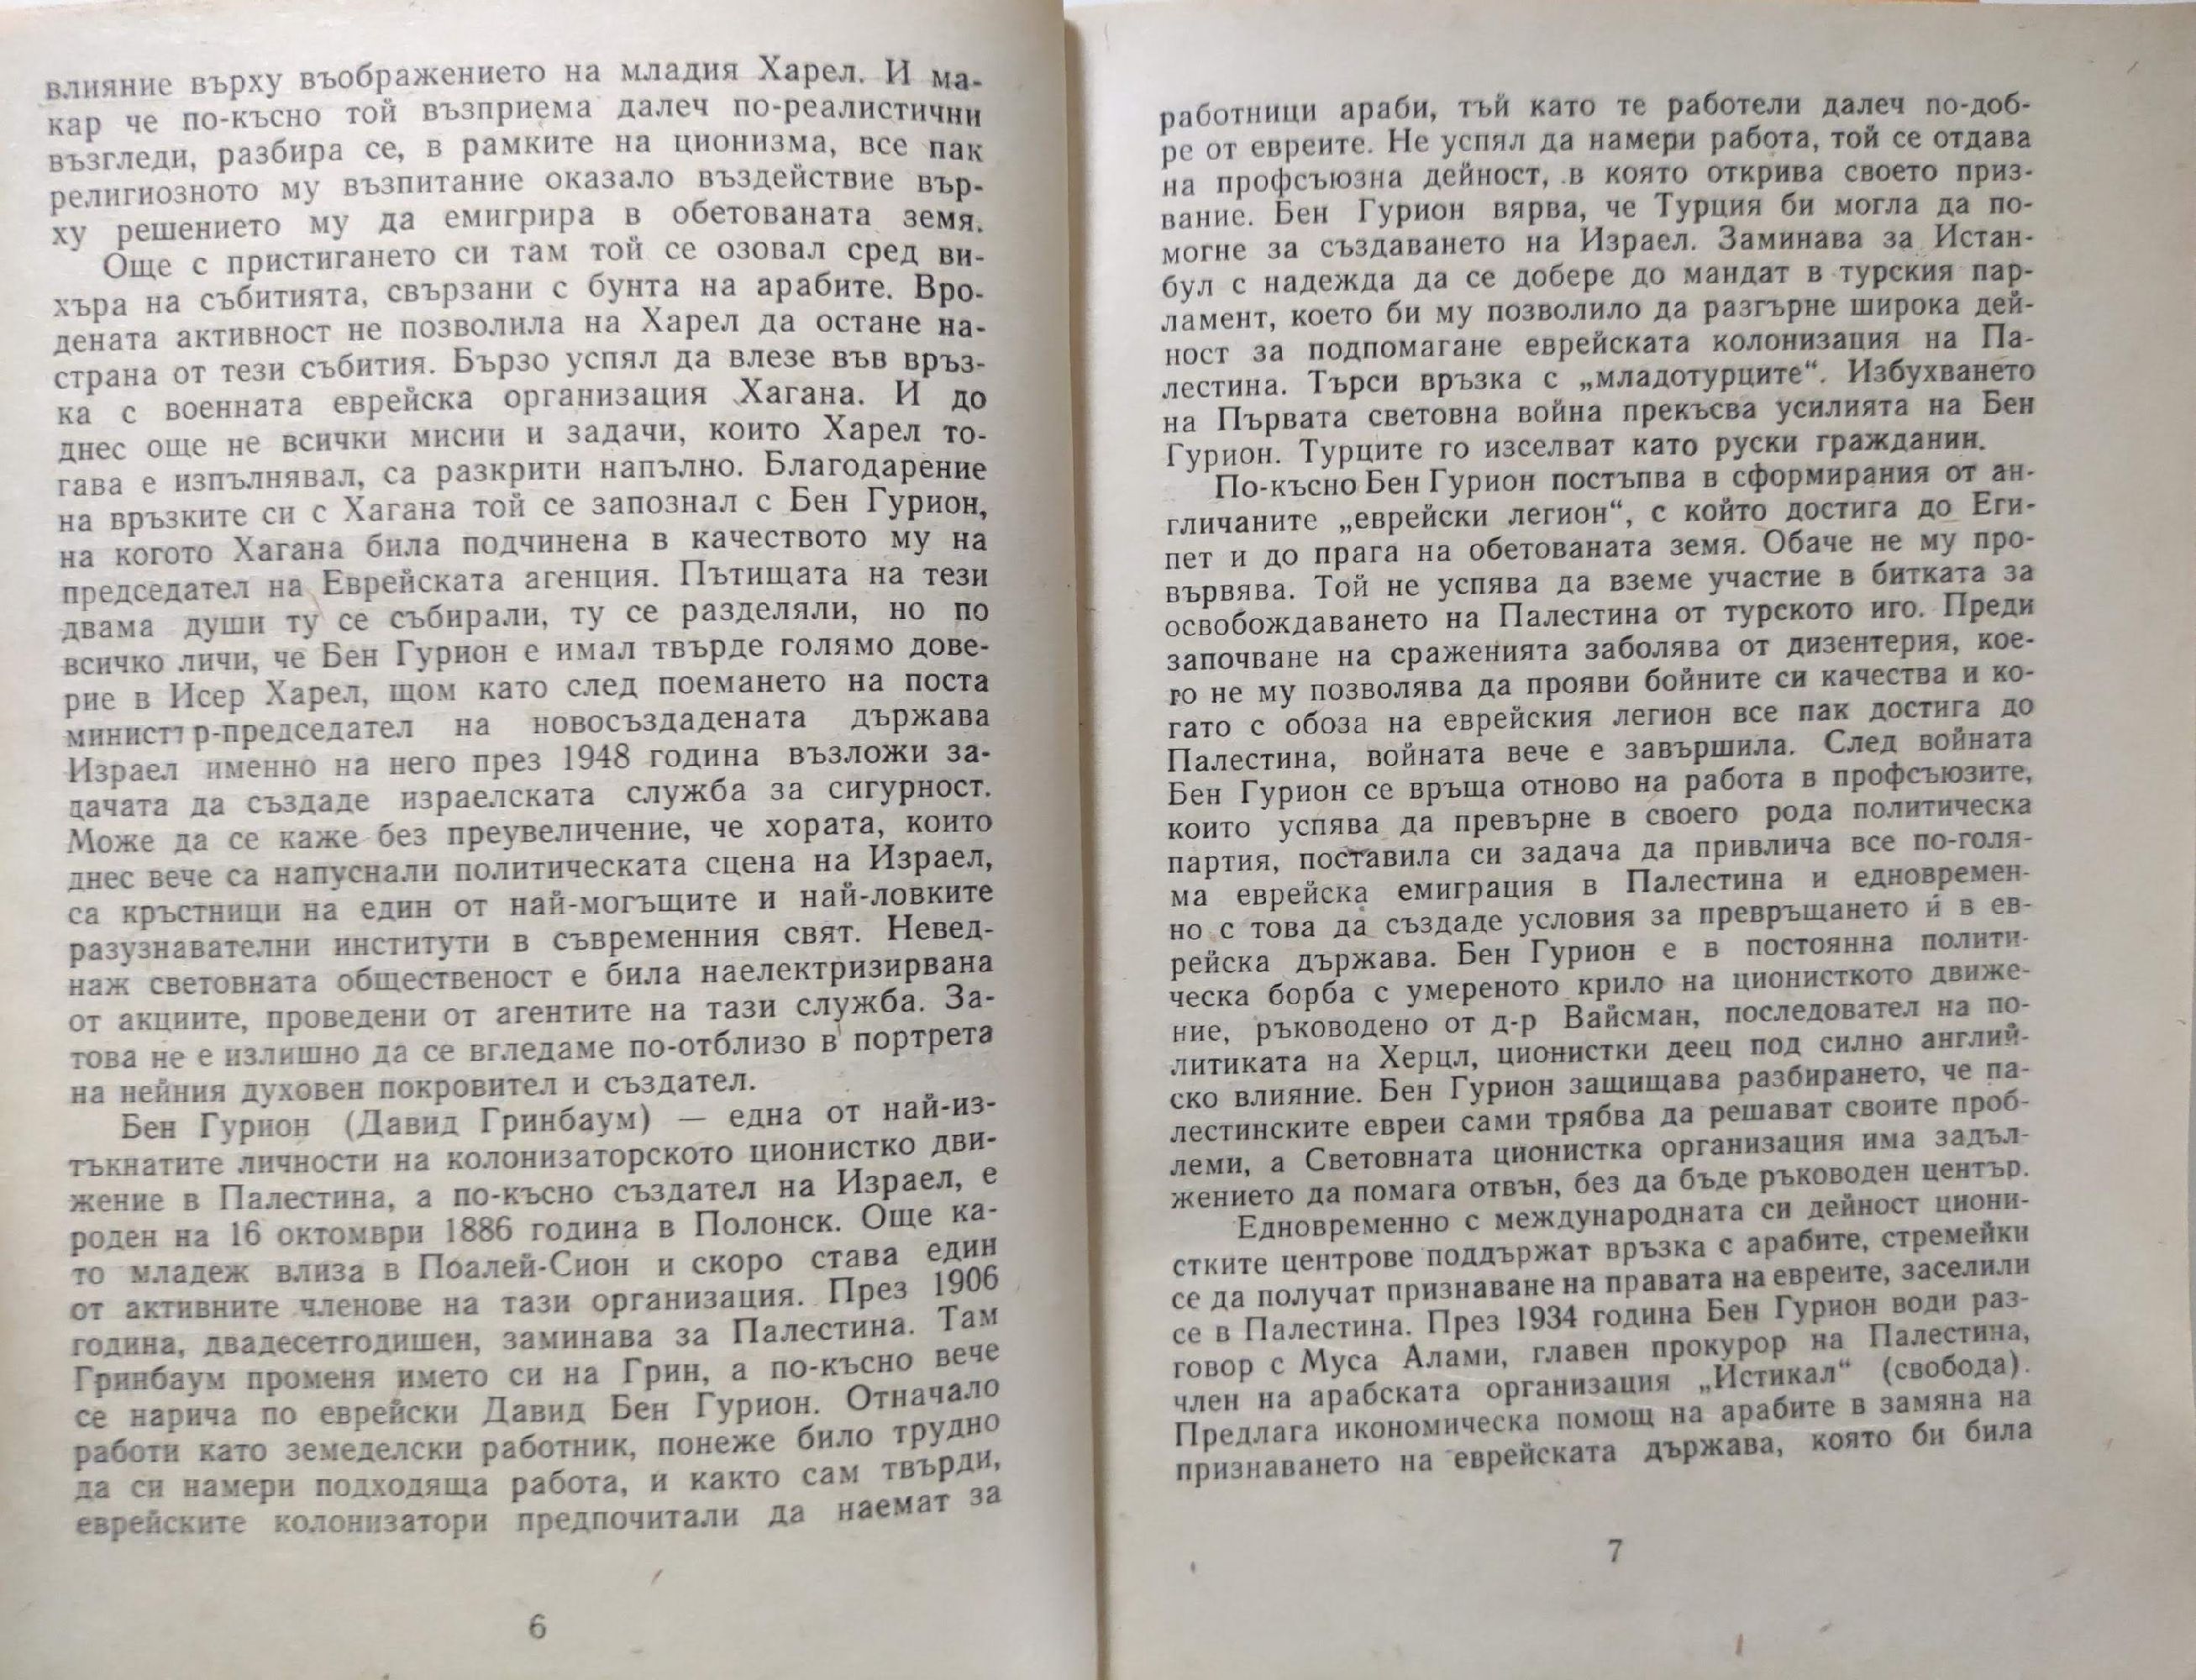 влияние върху въображението на младия Харел. И ма-
кар че по-късно той възприема далеч по-реалистични
възгледи, разбира се, в рамките на ционизма, все пак
религиозното му възпитание оказало въздействие вър-
ху решението му да емигрира в обетованата земя.
Още с пристигането си там той се озовал сред ви-
хъра на събитията, свързани с бунта на арабите. Вро-
дената активност не позволила на Харел да остане на-
страна от тези събития. Бързо успял да влезе във връз-
ка с военната еврейска организация Хагана. И до
днес още не всички мисии и задачи, които Харел то-
гава е изпълнявал, са разкрити напълно. Благодарение
на връзките си с Хагана той се запознал с Бен Гурион,
на когото Хагана била подчинена в качеството му на
председател на Еврейската агенция. Пътищата на тези
двама души ту се събирали, ту се разделяли, но по
всичко личи, че Бен Гурион е имал твърде голямо дове-
рие в Исер Харел, щом като след поемането на поста
министър-председател на новосъздадената държава
Израел именно на него през 1948 година възложи за-
дачата да създаде израелската служба за сигурност.
Може да се каже без преувеличение, че хората, които
днес вече са напуснали политическата сцена на Израел,
са кръстници на един от най-могъщите и най-ловките
разузнавателни институти в съвременния свят. Невед-
наж световната общественост е била наелектризирвана
от акциите, проведени от агентите на тази служба. За-
това не е излишно да се вгледаме по-отблизо в портрета
на нейния духовен покровител и създател.
Бен Гурион (Давид Гринбаум) — една от най-из-
тъкнатите личности на колонизаторското ционистко дви-
жение в Палестина, а по-късно създател на Израел, е
роден на 16 октомври 1886 година в Полонск. Още ка-
то младеж влиза в Поалей-Сион и скоро става един
от активните членове на тази организация. През 1906
година, двадесетгодишен, заминава за Палестина. Там
Гринбаум променя името си на Грин, а по-късно вече
се нарича по еврейски Давид Бен Гурион. Отначало
работи като земеделски работник, понеже било трудно
да си намери подходяща работа, и както сам твърди,
еврейските колонизатори предпочитали да наемат за
6
работници араби, тъй като те работели далеч по-доб-
ре от евреите. Не успял да намери работа, той се отдава
на профсъюзна дейност, в която открива своето приз-
вание. Бен Гурион вярва, че Турция би могла да по-
могне за създаването на Израел. Заминава за Истан-
бул с надежда да се добере до мандат в турския пар-
ламент, което би му позволило да разгърне широка дей-
ност за подпомагане еврейската колонизация на Па-
лестина. Търси връзка с „младотурците“. Избухването
на Първата световна война прекъсва усилията на Бен
Гурион. Турците го изселват като руски гражданин.
По-късно Бен Гурион постъпва в сформирания от ан-
гличаните „еврейски легион“, с който достига до Еги-
пет и до прага на обетованата земя. Обаче не му про-
вървява. Той не успява да вземе участие в битката за
освобождаването на Палестина от турското иго. Преди
започване на сраженията заболява от дизентерия, кое-
то не му позволява да прояви бойните си качества и ко-
гато с обоза на еврейския легион все пак достига до
Палестина, войната вече е завършила. След войната
Бен Гурион се връща отново на работа в профсъюзите,
които успява да превърне в своего рода политическа
партия, поставила си задача да привлича все по-голя-
ма еврейска емиграция в Палестина и едновремен-
но с това да създаде условия за превръщането ѝ в ев-
рейска държава. Бен Гурион е в постоянна полити-
ческа борба с умереното крило на ционисткото движе-
ние, ръководено от д-р Вайсман, последовател на по-
литиката на Херцл, ционистки деец под силно англий-
ско влияние. Бен Гурион защищава разбирането, че па-
лестинските евреи сами трябва да решават своите проб-
леми, а Световната ционистка организация има задъл-
жението да помага отвън, без да бъде ръководен център.
Едновременно с международната си дейност циони-
стките центрове поддържат връзка с арабите, стремейки
се да получат признаване на правата на евреите, заселили
се в Палестина. През 1934 година Бен Гурион води раз-
говор с Муса Алами, главен прокурор на Палестина,
член на арабската организация „Истикал“ (свобода).
Предлага икономическа помощ на арабите в замяна на
признаването на еврейската държава, която би била
7